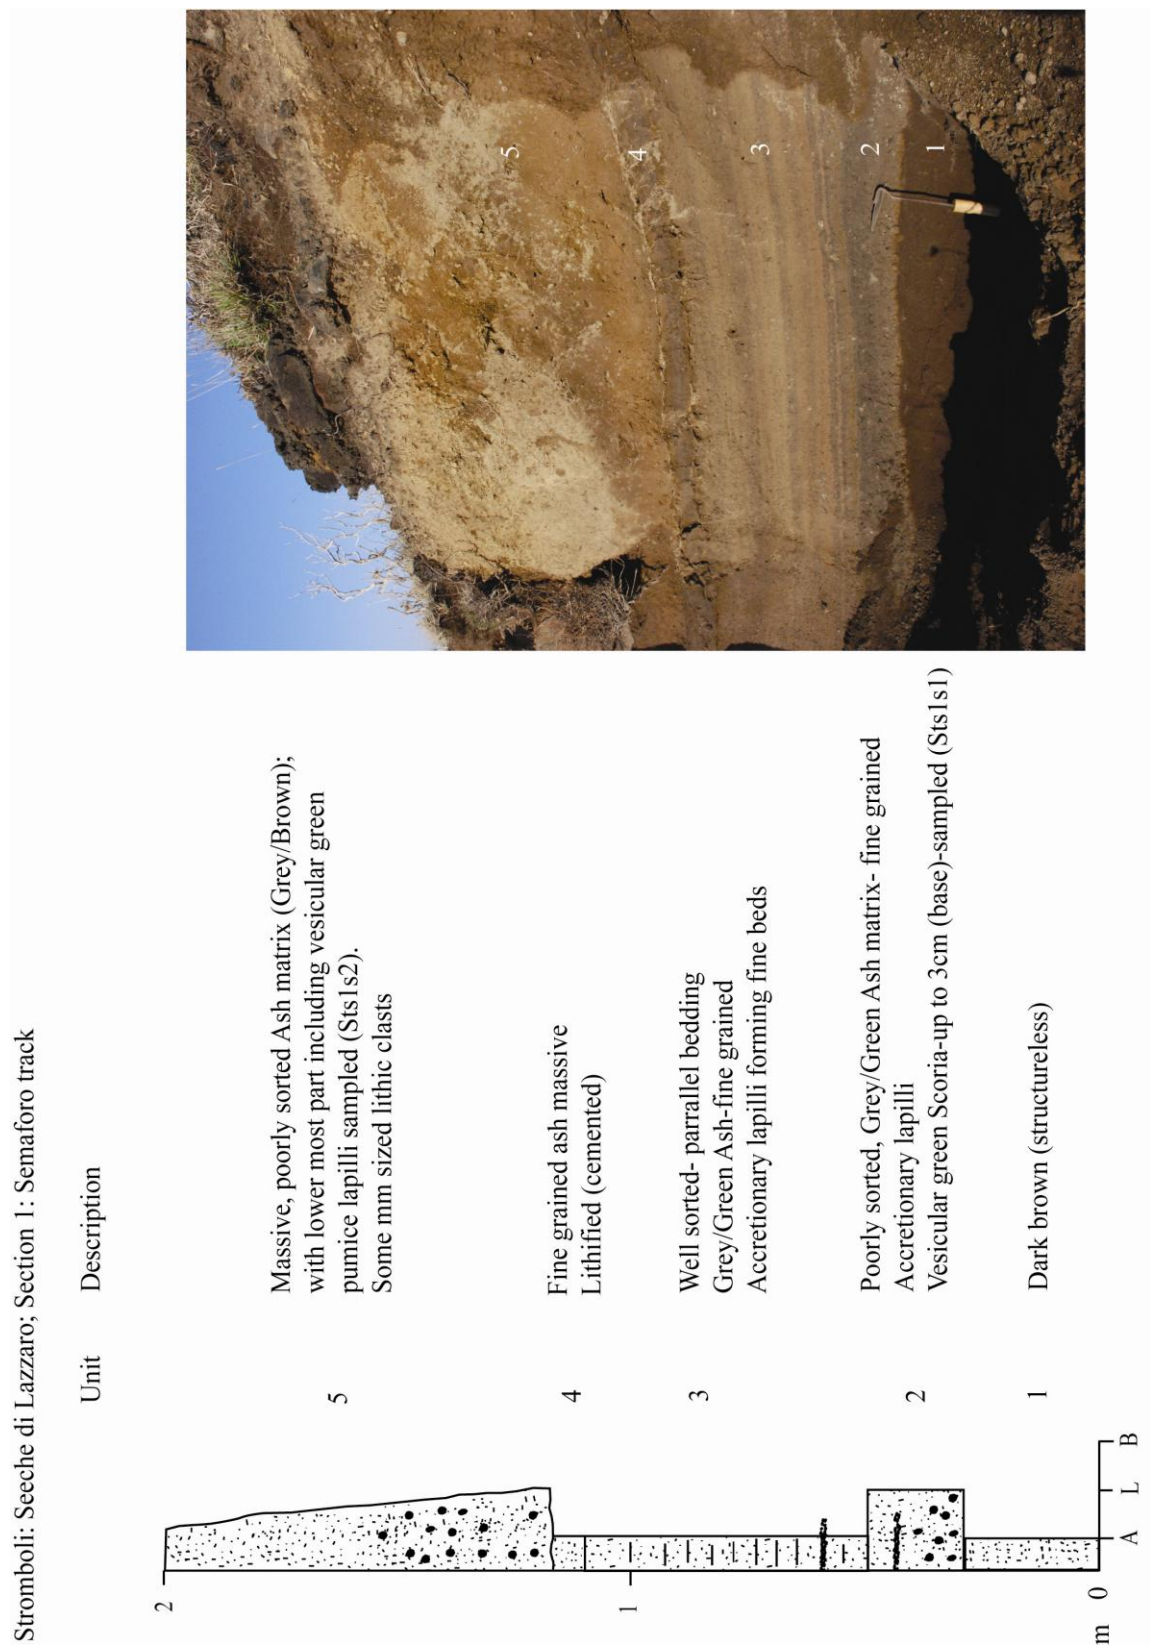 Stromboli: Seeche di Lazzaro; Section 1: Semaforo track
Unit Description
5
Massive, poorly sorted Ash matrix (Grey/Brown);
with lower most part including vesicular green
pumice lapilli sampled (Sts1s2).
Some mm sized lithic clasts
4
Fine grained ash massive
Lithified (cemented)
3
Well sorted- parrallel bedding
Grey/Green Ash-fine grained
Accretionary lapilli forming fine beds
2
Poorly sorted, Grey/Green Ash matrix- fine grained
Accretionary lapilli
Vesicular green Scoria-up to 3cm (base)-sampled (Sts1s1)
1
Dark brown (structureless)
2
1
m 0
A L B
5
4
3
2
1